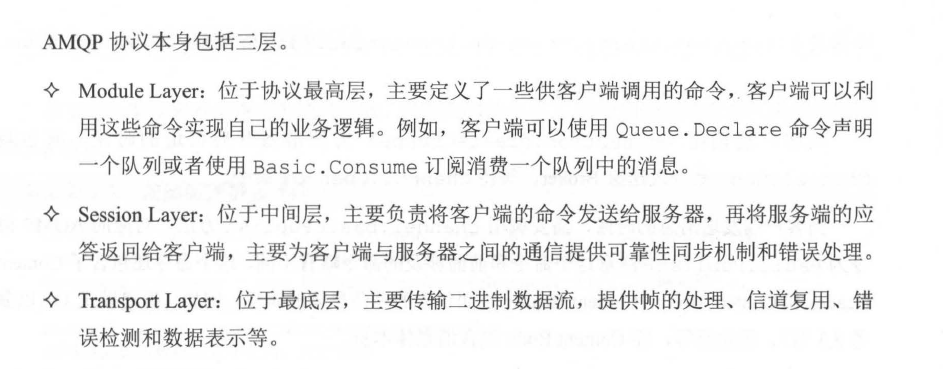 AMQP 协议本身包括三层。
✧ Module Layer：位于协议最高层，主要定义了一些供客户端调用的命令，客户端可以利
用这些命令实现自己的业务逻辑。例如，客户端可以使用 Queue.Declare 命令声明
一个队列或者使用 Basic.Consume 订阅消费一个队列中的消息。
✧ Session Layer：位于中间层，主要负责将客户端的命令发送给服务器，再将服务端的应
答返回给客户端，主要为客户端与服务器之间的通信提供可靠性同步机制和错误处理。
✧ Transport Layer：位于最底层，主要传输二进制数据流，提供帧的处理、信道复用、错
误检测和数据表示等。